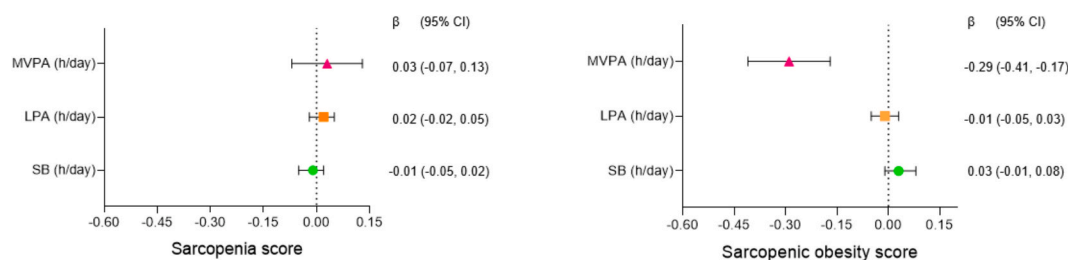 β (95% CI)
MVPA (h/day) 0.03 (-0.07, 0.13)
LPA (h/day) 0.02 (-0.02, 0.05)
SB (h/day) -0.01 (-0.05, 0.02)
-0.60 -0.45 -0.30 -0.15 0.00 0.15
Sarcopenia score
β (95% CI)
MVPA (h/day) -0.29 (-0.41, -0.17)
LPA (h/day) -0.01 (-0.05, 0.03)
SB (h/day) 0.03 (-0.01, 0.08)
-0.60 -0.45 -0.30 -0.15 0.00 0.15
Sarcopenic obesity score